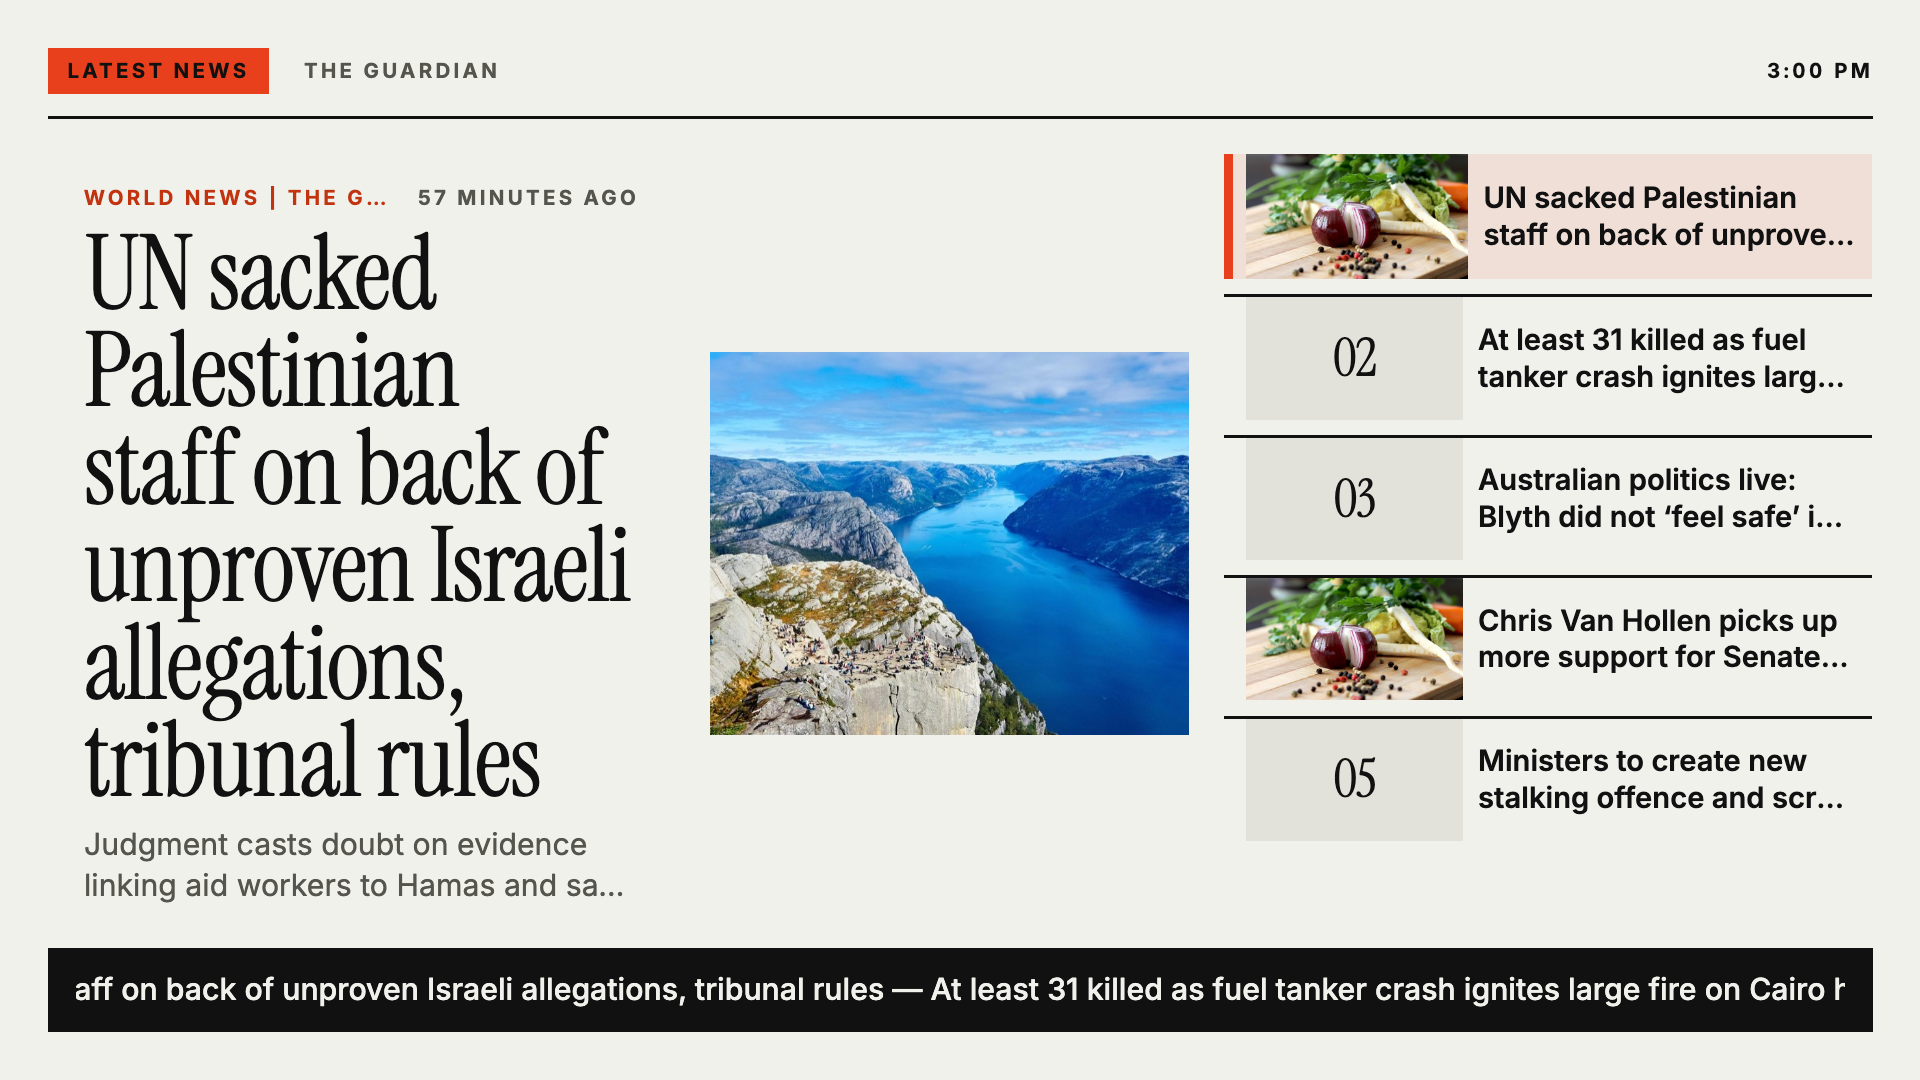 LATEST NEWS
THE GUARDIAN
3:00 PM
WORLD NEWS | THE G...
57 MINUTES AGO
UN sacked
Palestinian
staff on back of
unproven Israeli
allegations,
tribunal rules
Judgment casts doubt on evidence
linking aid workers to Hamas and sa...
UN sacked Palestinian
staff on back of unprove...
02
At least 31 killed as fuel
tanker crash ignites larg...
03
Australian politics live:
Blyth did not ‘feel safe’ i...
Chris Van Hollen picks up
more support for Senate...
05
Ministers to create new
stalking offence and scr...
aff on back of unproven Israeli allegations, tribunal rules — At least 31 killed as fuel tanker crash ignites large fire on Cairo